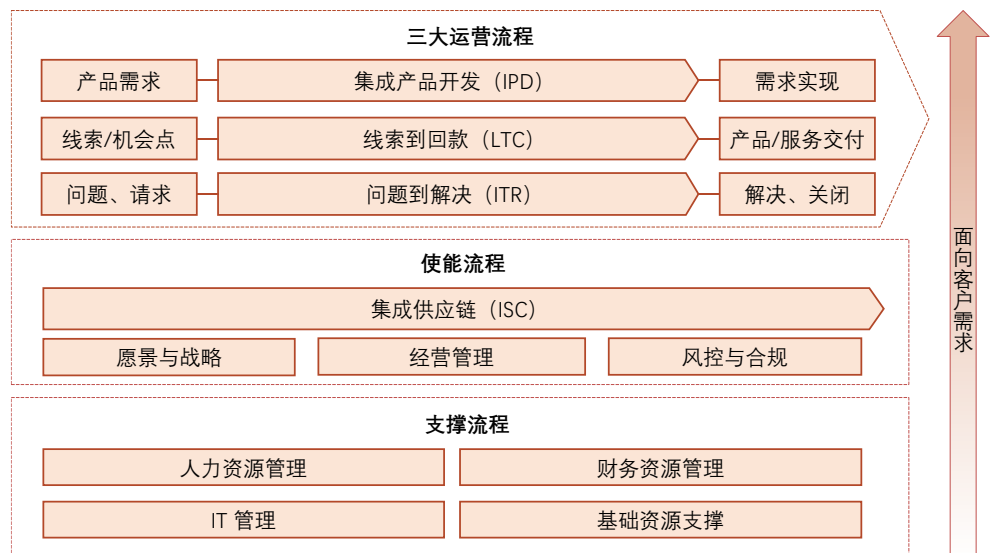 三大运营流程
产品需求
集成产品开发（IPD）
需求实现
线索/机会点
线索到回款（LTC）
产品/服务交付
问题、请求
问题到解决（ITR）
解决、关闭
使能流程
集成供应链（ISC）
愿景与战略
经营管理
风控与合规
支撑流程
人力资源管理
财务资源管理
IT 管理
基础资源支撑
面向客户需求